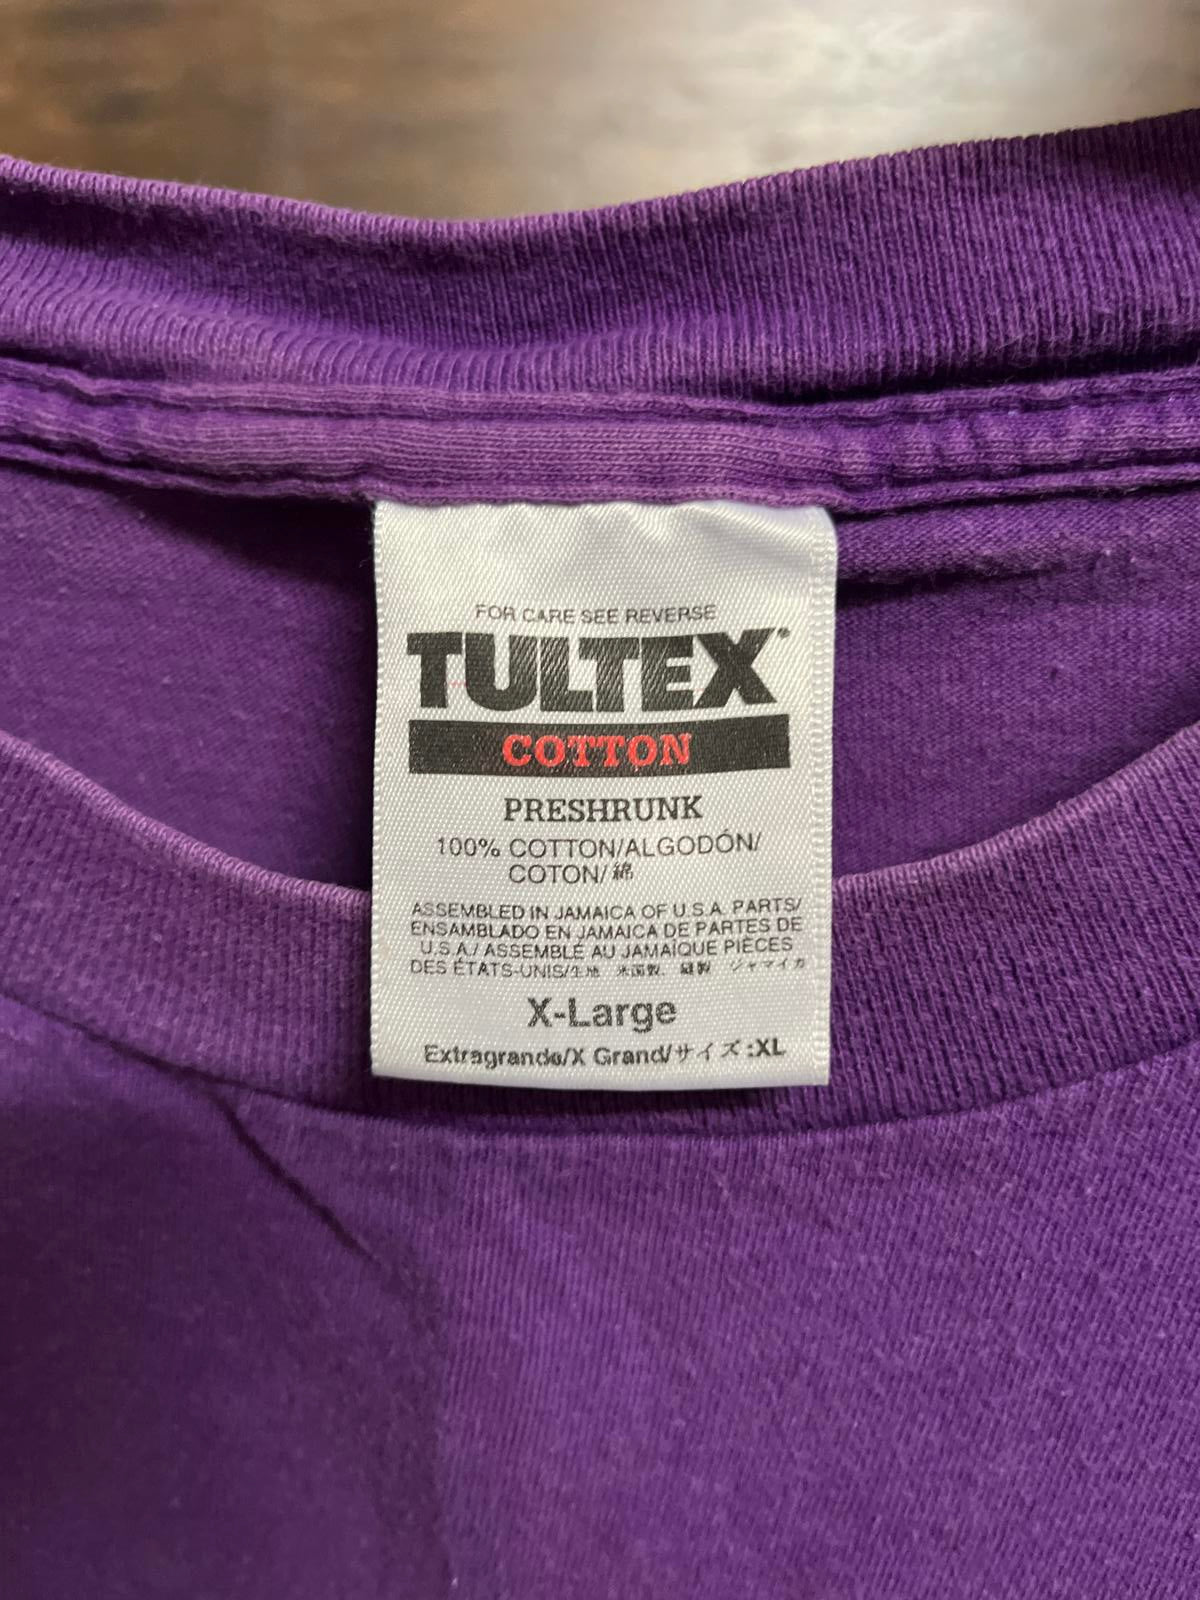 FOR CARE SEE REVERSE
TULTEX®
COTTON
PRESHRUNK
100% COTTON/ALGODÓN/
COTON/綿
ASSEMBLED IN JAMAICA OF U.S.A. PARTS/
ENSAMBLADO EN JAMAICA DE PARTES DE
U.S.A./ASSEMBLÉ AU JAMAÏQUE PIÈCES
DES ÉTATS-UNIS/生地 米国製、縫製 ジャマイカ
X-Large
Extragrande/X Grand/サイズ:XL